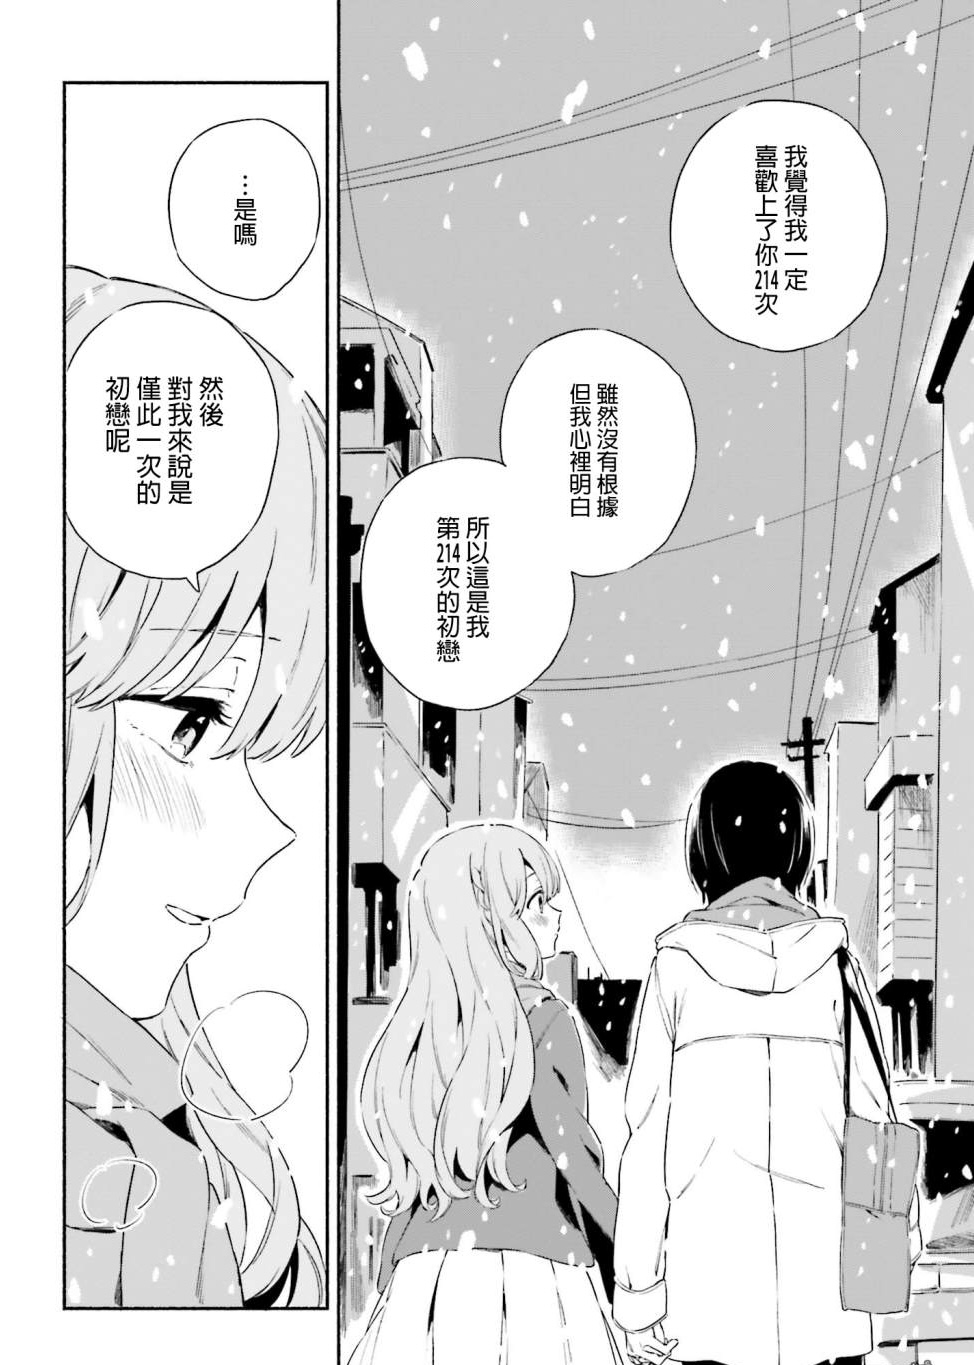 我覺得我一定
喜歡上了你214次
雖然沒有根據
但我心裡明白
所以這是我
第214次的初戀
…是嗎
然後
對我來說是
僅此一次的
初戀呢